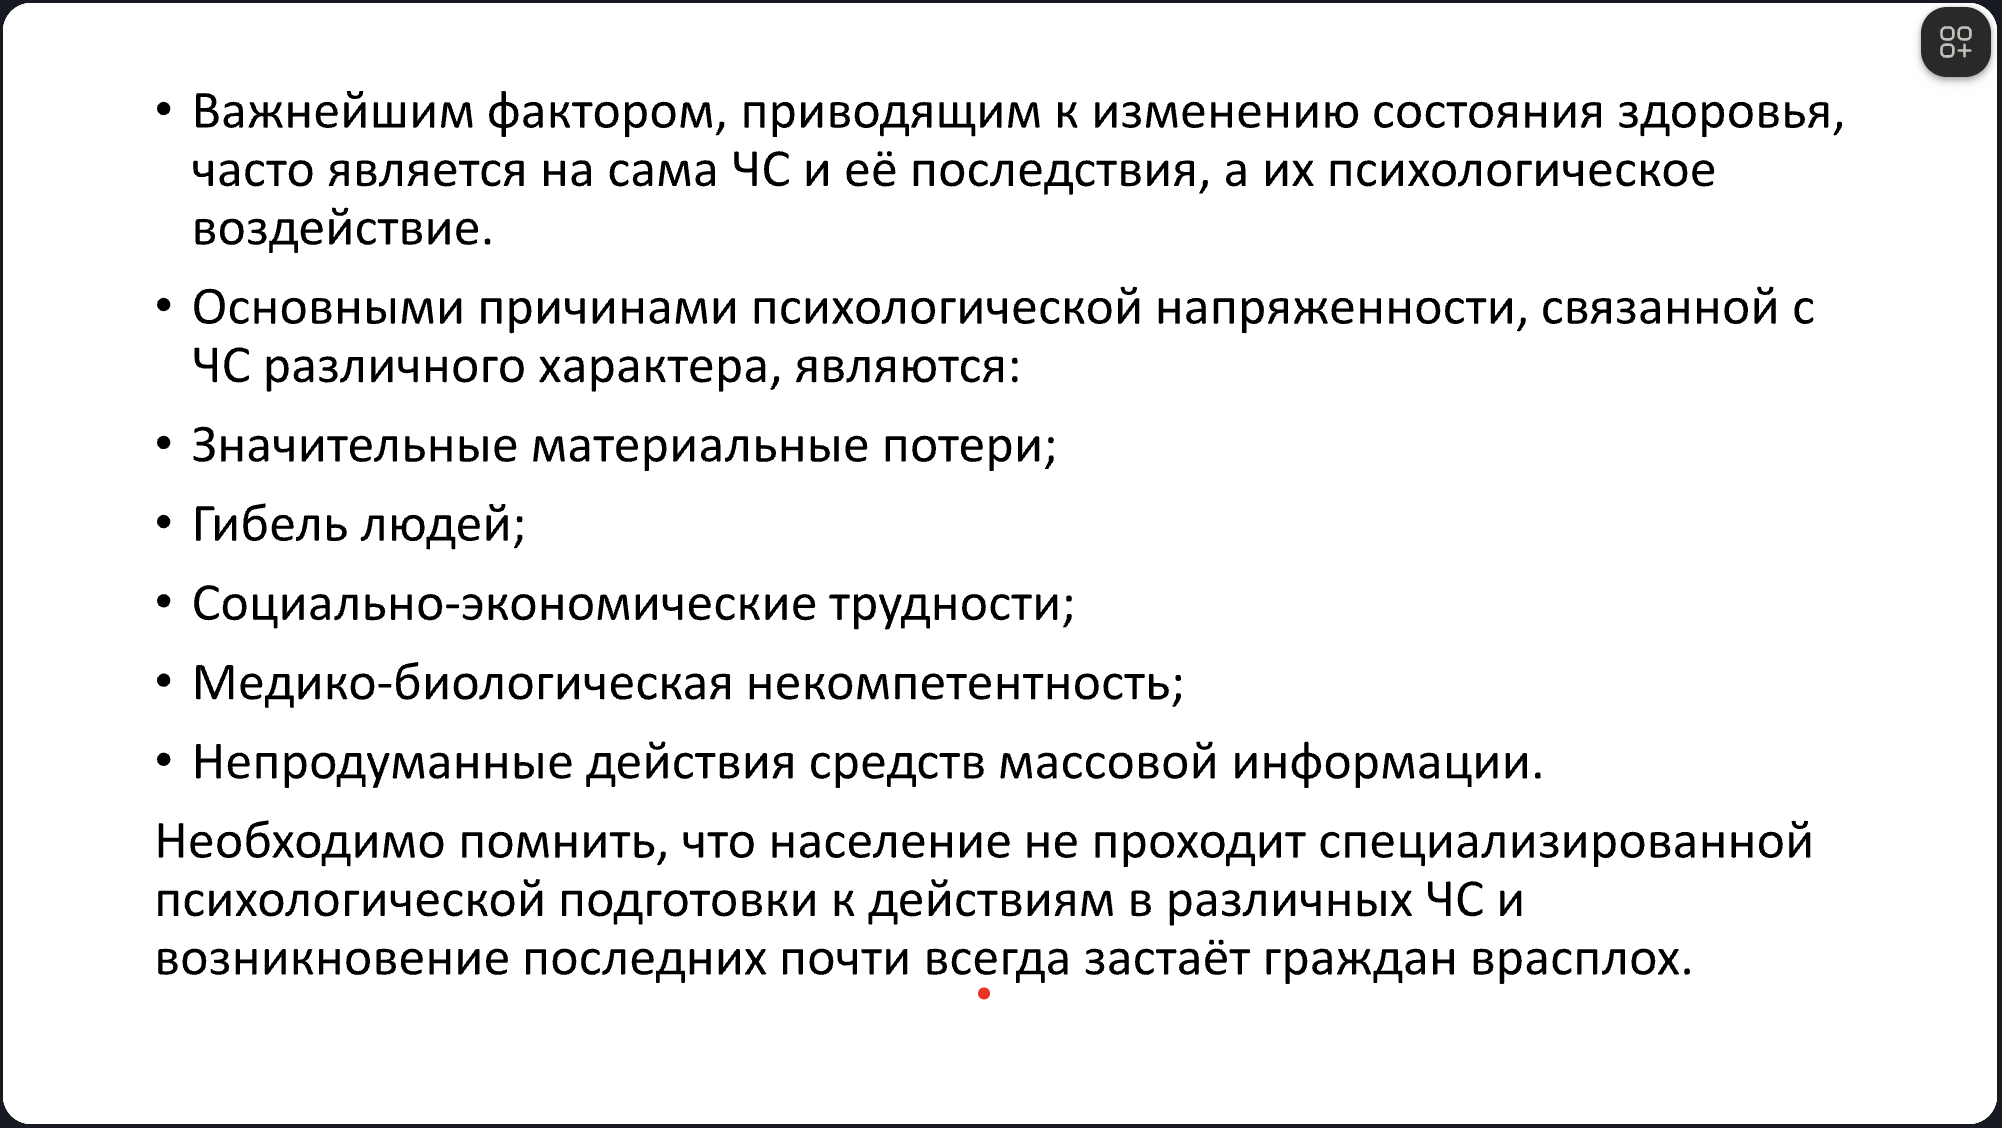 • Важнейшим фактором, приводящим к изменению состояния здоровья,
часто является на сама ЧС и её последствия, а их психологическое
воздействие.
• Основными причинами психологической напряженности, связанной с
ЧС различного характера, являются:
• Значительные материальные потери;
• Гибель людей;
• Социально-экономические трудности;
• Медико-биологическая некомпетентность;
• Непродуманные действия средств массовой информации.
Необходимо помнить, что население не проходит специализированной
психологической подготовки к действиям в различных ЧС и
возникновение последних почти всегда застаёт граждан врасплох.